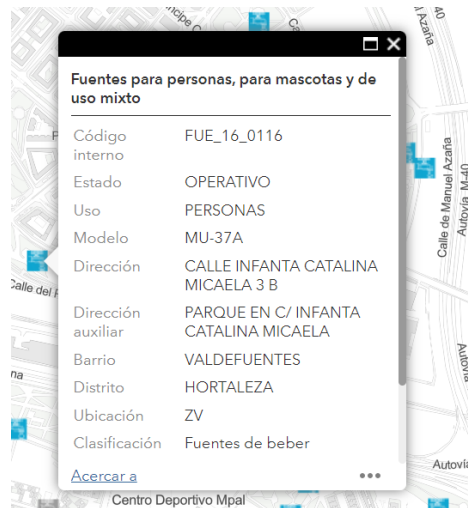 Fuentes para personas, para mascotas y de
uso mixto
Código
interno
FUE_16_0116
Estado OPERATIVO
Uso PERSONAS
Modelo MU-37A
Dirección CALLE INFANTA CATALINA
MICAELA 3 B
Dirección
auxiliar
PARQUE EN C/ INFANTA
CATALINA MICAELA
Barrio VALDEFUENTES
Distrito HORTALEZA
Ubicación ZV
Clasificación Fuentes de beber
Acercar a
Azaña
Calle de Manuel Azaña
Autovía M-40
Calle del
Autovía
Centro Deportivo Mpal